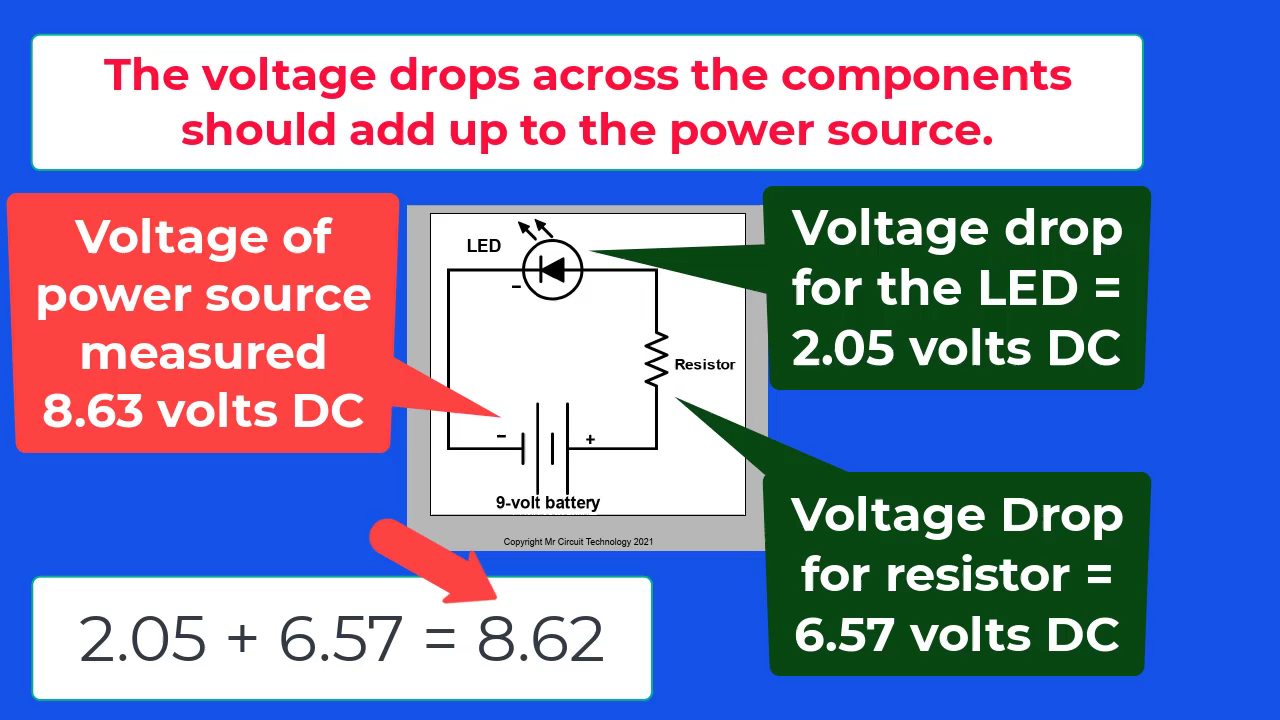 The voltage drops across the components
should add up to the power source.
Voltage of
power source
measured
8.63 volts DC
LED
–
Resistor
–
+
9-volt battery
Copyright Mr Circuit Technology 2021
Voltage drop
for the LED =
2.05 volts DC
Voltage Drop
for resistor =
6.57 volts DC
2.05 + 6.57 = 8.62